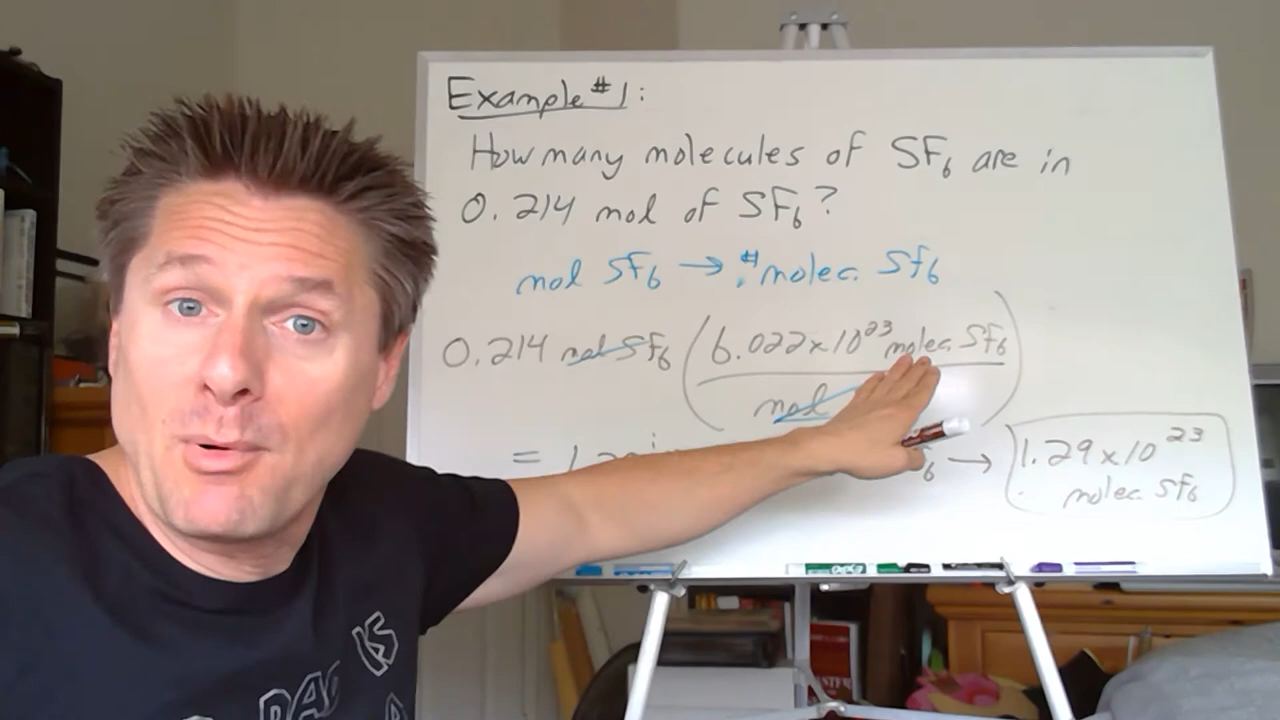 Example #1:
How many molecules of SF6 are in
0.214 mol of SF6?
mol SF6 → # molec. SF6
0.214 mol SF6 (6.022x10^23 molec. SF6
mol
=
6 → 1.29x10^23
molec. SF6